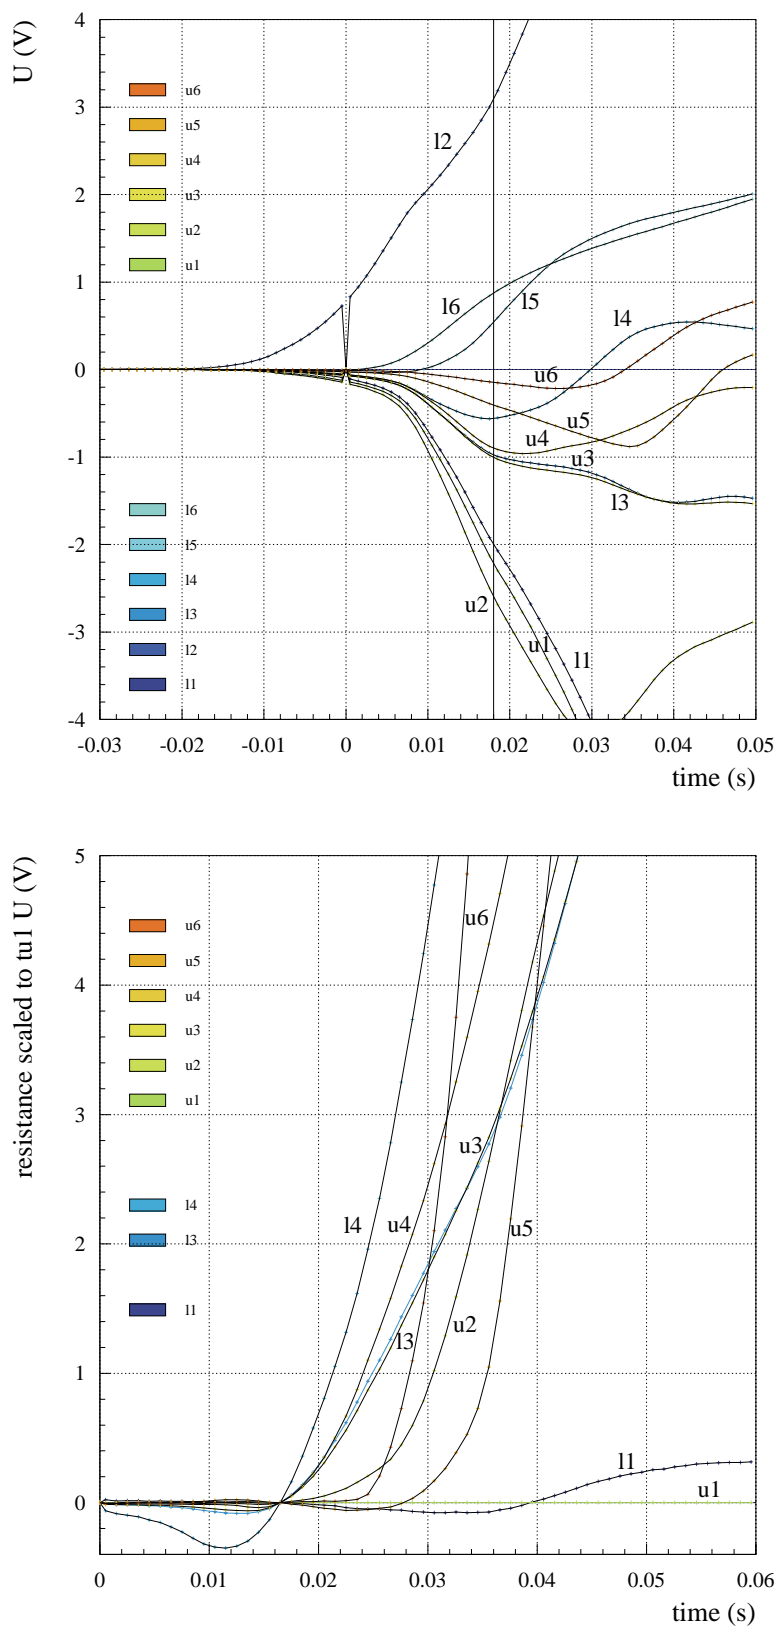 U (V)
4
3
2
1
0
-1
-2
-3
-4
u6
u5
u4
u3
u2
u1
l6
l5
l4
l3
l2
l1
l2
l6
l5
l4
u6
u5
u4
u3
l3
u2
u1
l1
-0.03
-0.02
-0.01
0
0.01
0.02
0.03
0.04
0.05
time (s)
resistance scaled to tu1 U (V)
5
4
3
2
1
0
u6
u5
u4
u3
u2
u1
l4
l3
l1
u6
u3
l4
u4
u5
l3
u2
l1
u1
0
0.01
0.02
0.03
0.04
0.05
0.06
time (s)